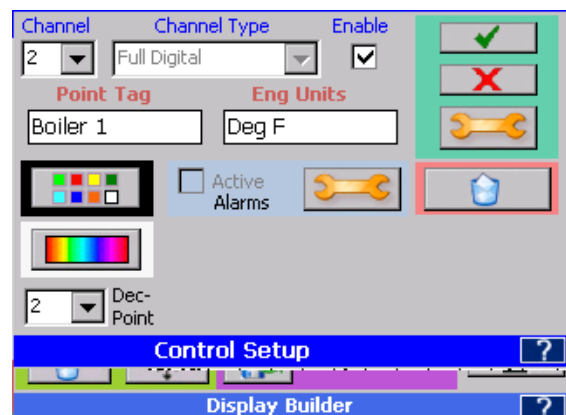 Channel Channel Type Enable
2 Full Digital
Point Tag Eng Units
Boiler 1 Deg F
Active
Alarms
2 Dec-
Point
Control Setup ?
Display Builder ?